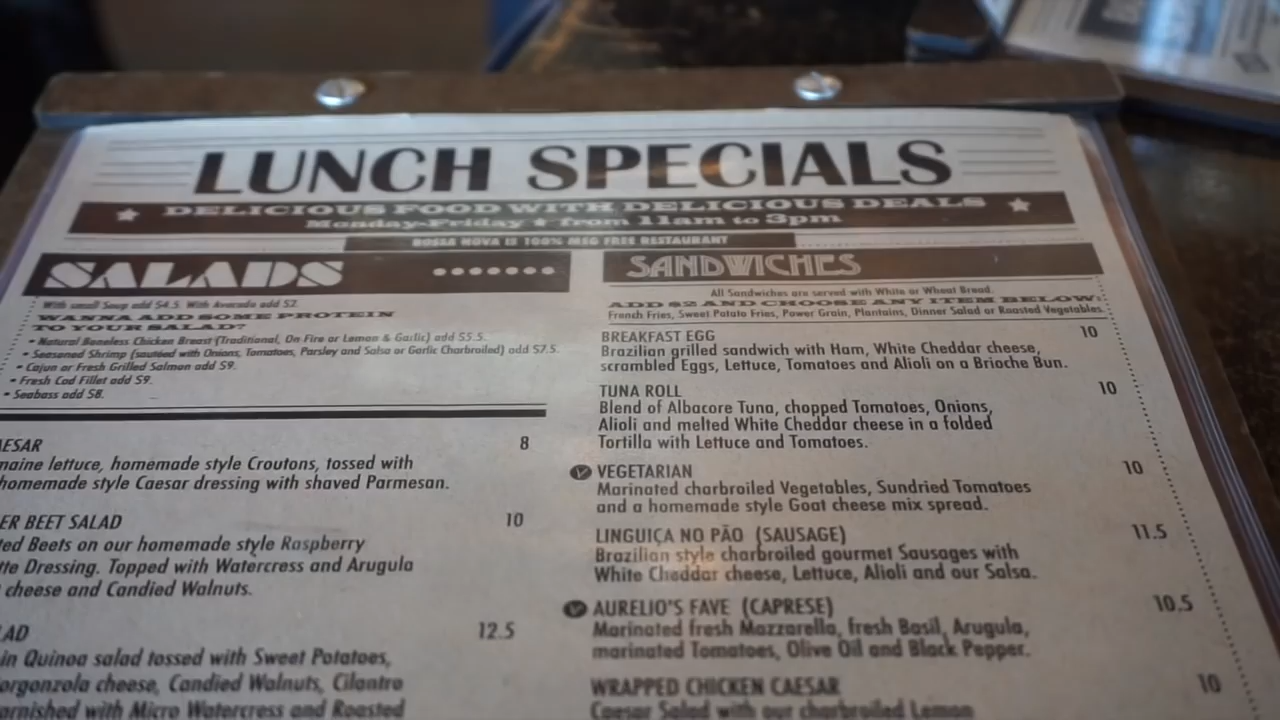 LUNCH SPECIALS
DELICIOUS FOOD WITH DELICIOUS DEALS
Monday-Friday ★ from 11am to 3pm
BOSSA NOVA IS 100% MSG FREE RESTAURANT
SALADS
With small Soup add $4.5. With Avocado add $2.
WANNA ADD SOME PROTEIN
TO YOUR SALAD?
• Natural Boneless Chicken Breast (Traditional, On Fire or Lemon & Garlic) add $5.5.
• Seasoned Shrimp (sautéed with Onions, Tomatoes, Parsley and Salsa or Garlic Charbroiled) add $7.5.
• Cajun or Fresh Grilled Salmon add $9.
• Fresh Cod Fillet add $9.
• Seabass add $8.
AESAR 8
maine lettuce, homemade style Croutons, tossed with
homemade style Caesar dressing with shaved Parmesan.
ER BEET SALAD 10
ted Beets on our homemade style Raspberry
tte Dressing. Topped with Watercress and Arugula
cheese and Candied Walnuts.
LAD 12.5
in Quinoa salad tossed with Sweet Potatoes,
orgonzola cheese, Candied Walnuts, Cilantro
arnished with Micro Watercress and Roasted
SANDWICHES
All Sandwiches are served with White or Wheat Bread.
ADD $2 AND CHOOSE ANY ITEM BELOW:
French Fries, Sweet Potato Fries, Power Grain, Plantains, Dinner Salad or Roasted Vegetables.
BREAKFAST EGG 10
Brazilian grilled sandwich with Ham, White Cheddar cheese,
scrambled Eggs, Lettuce, Tomatoes and Alioli on a Brioche Bun.
TUNA ROLL 10
Blend of Albacore Tuna, chopped Tomatoes, Onions,
Alioli and melted White Cheddar cheese in a folded
Tortilla with Lettuce and Tomatoes.
V VEGETARIAN 10
Marinated charbroiled Vegetables, Sundried Tomatoes
and a homemade style Goat cheese mix spread.
LINGUIÇA NO PÃO (SAUSAGE) 11.5
Brazilian style charbroiled gourmet Sausages with
White Cheddar cheese, Lettuce, Alioli and our Salsa.
V AURELIO'S FAVE (CAPRESE) 10.5
Marinated fresh Mozzarella, fresh Basil, Arugula,
marinated Tomatoes, Olive Oil and Black Pepper.
WRAPPED CHICKEN CAESAR 10
Caesar Salad with our charbroiled Lemon